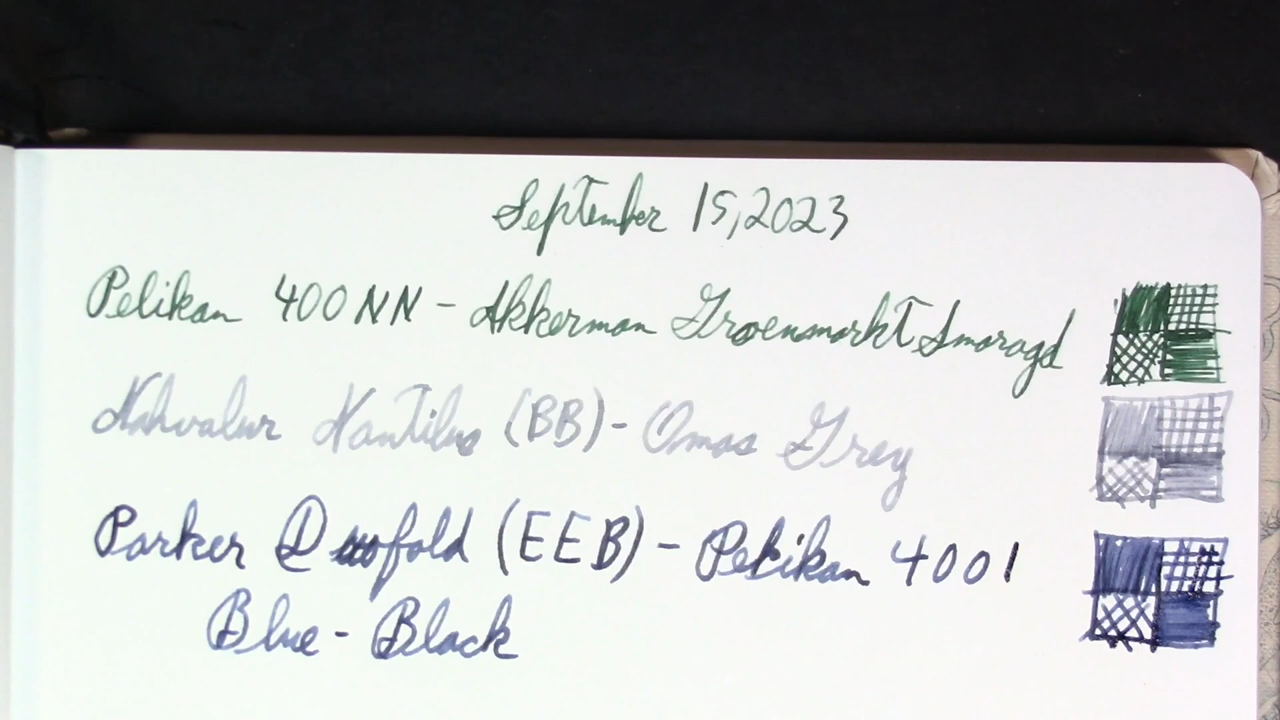 September 15, 2023
Pelikan 400NN - Akkerman Groenmarkt Smaragd
Nahvalur Nautilus (BB) - Omas Grey
Parker Duofold (EEB) - Pelikan 4001
Blue-Black